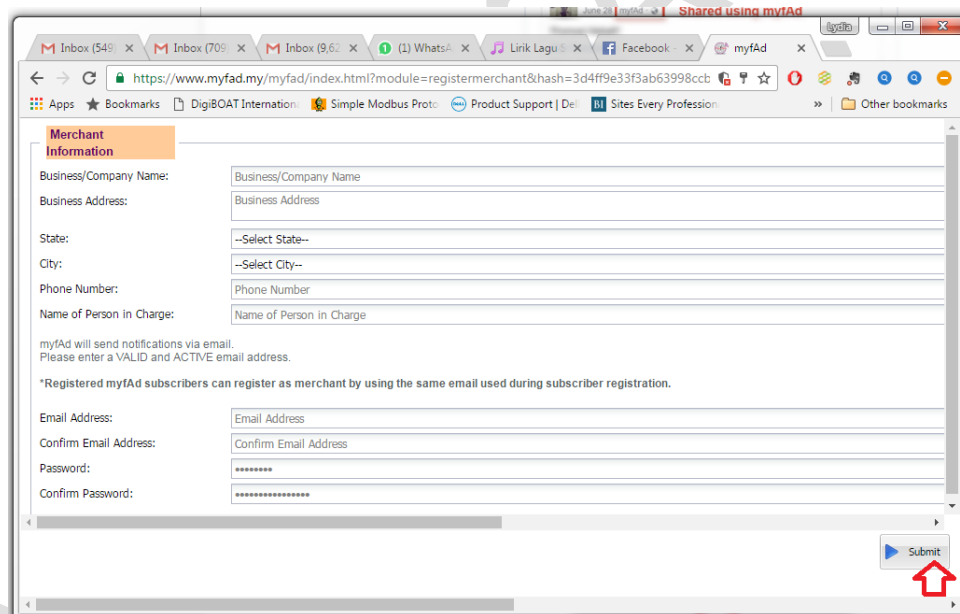 June 28 myfAd Shared using myfAd
Lydia
Inbox (549)
Inbox (709
Inbox (9,62
(1) WhatsA
Lirik Lagu S
Facebook -
myfAd
https://www.myfad.my/myfad/index.html?module=registermerchant&hash=3d4ff9e33f3ab63998ccb
Apps Bookmarks DigiBOAT Internation Simple Modbus Proto Product Support | Del Sites Every Profession » Other bookmarks
Merchant
Information
Business/Company Name: Business/Company Name
Business Address: Business Address
State: --Select State--
City: --Select City--
Phone Number: Phone Number
Name of Person in Charge: Name of Person in Charge
myfAd will send notifications via email.
Please enter a VALID and ACTIVE email address.
*Registered myfAd subscribers can register as merchant by using the same email used during subscriber registration.
Email Address: Email Address
Confirm Email Address: Confirm Email Address
Password: ••••••••
Confirm Password: ••••••••••••••••
Submit